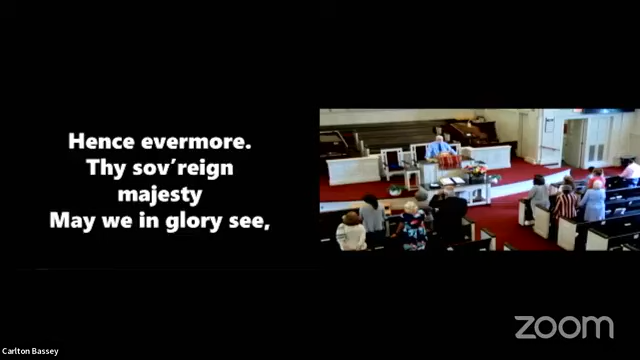 Hence evermore.
Thy sov'reign
majesty
May we in glory see,
zoom
Carlton Bassey